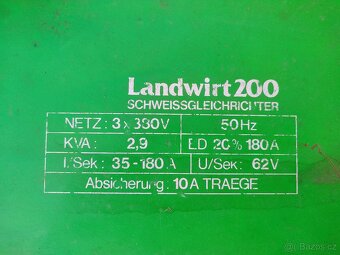 Landwirt 200
SCHWEISSGLEICHRICHTER
NETZ: 3 x 380V 50Hz
KVA: 2,9 ED 20% 180A
I/Sek: 35-180A U/Sek: 62V
Absicherung: 10A TRAEGE